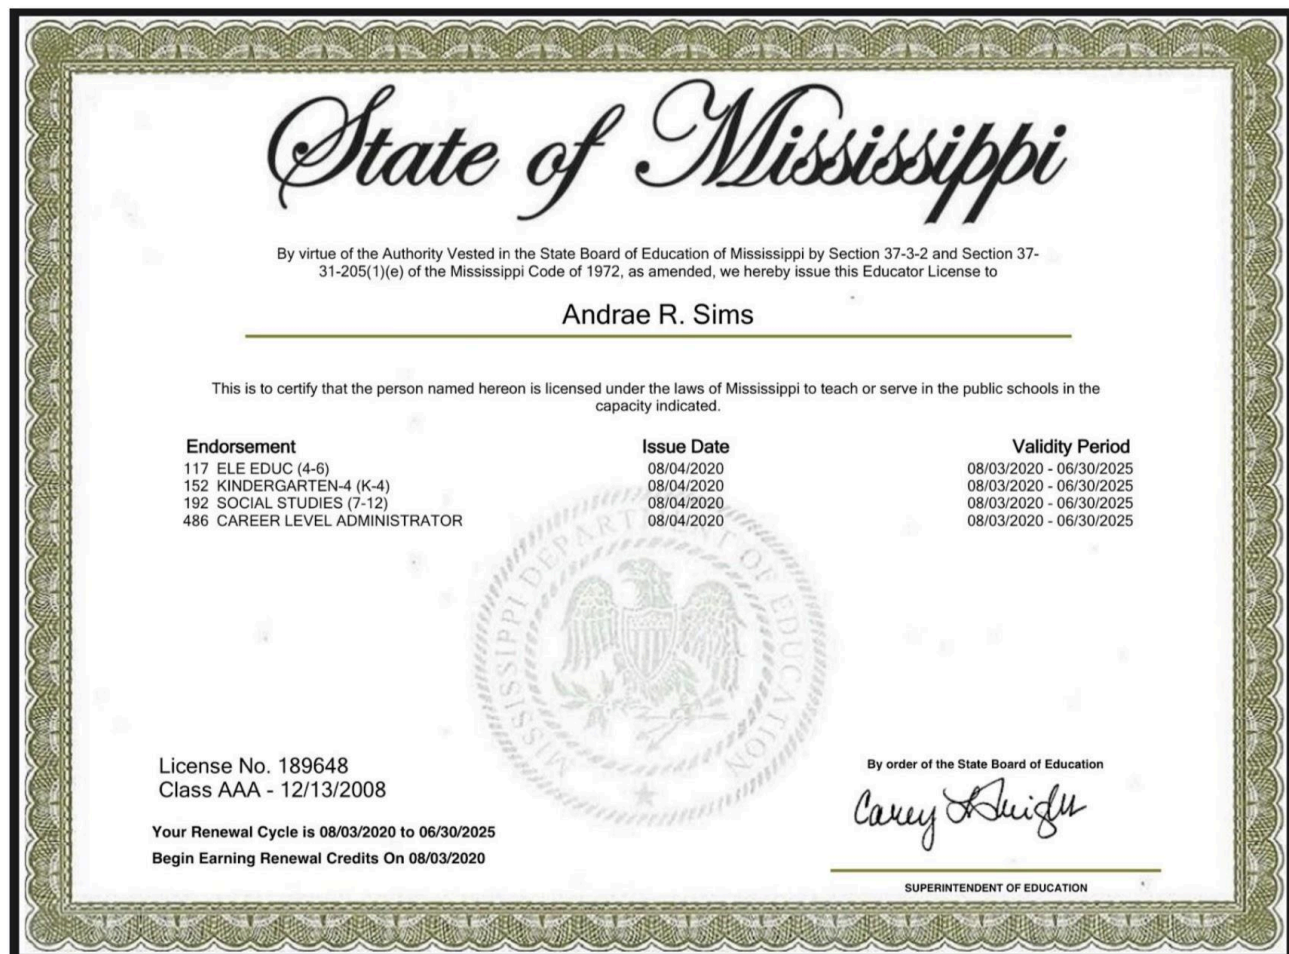 State of Mississippi
By virtue of the Authority Vested in the State Board of Education of Mississippi by Section 37-3-2 and Section 37-
31-205(1)(e) of the Mississippi Code of 1972, as amended, we hereby issue this Educator License to
Andrae R. Sims
This is to certify that the person named hereon is licensed under the laws of Mississippi to teach or serve in the public schools in the
capacity indicated.
Endorsement Issue Date Validity Period
117 ELE EDUC (4-6) 08/04/2020 08/03/2020 - 06/30/2025
152 KINDERGARTEN-4 (K-4) 08/04/2020 08/03/2020 - 06/30/2025
192 SOCIAL STUDIES (7-12) 08/04/2020 08/03/2020 - 06/30/2025
486 CAREER LEVEL ADMINISTRATOR 08/04/2020 08/03/2020 - 06/30/2025
MISSISSIPPI DEPARTMENT OF EDUCATION
License No. 189648
Class AAA - 12/13/2008
Your Renewal Cycle is 08/03/2020 to 06/30/2025
Begin Earning Renewal Credits On 08/03/2020
By order of the State Board of Education
Carey
SUPERINTENDENT OF EDUCATION